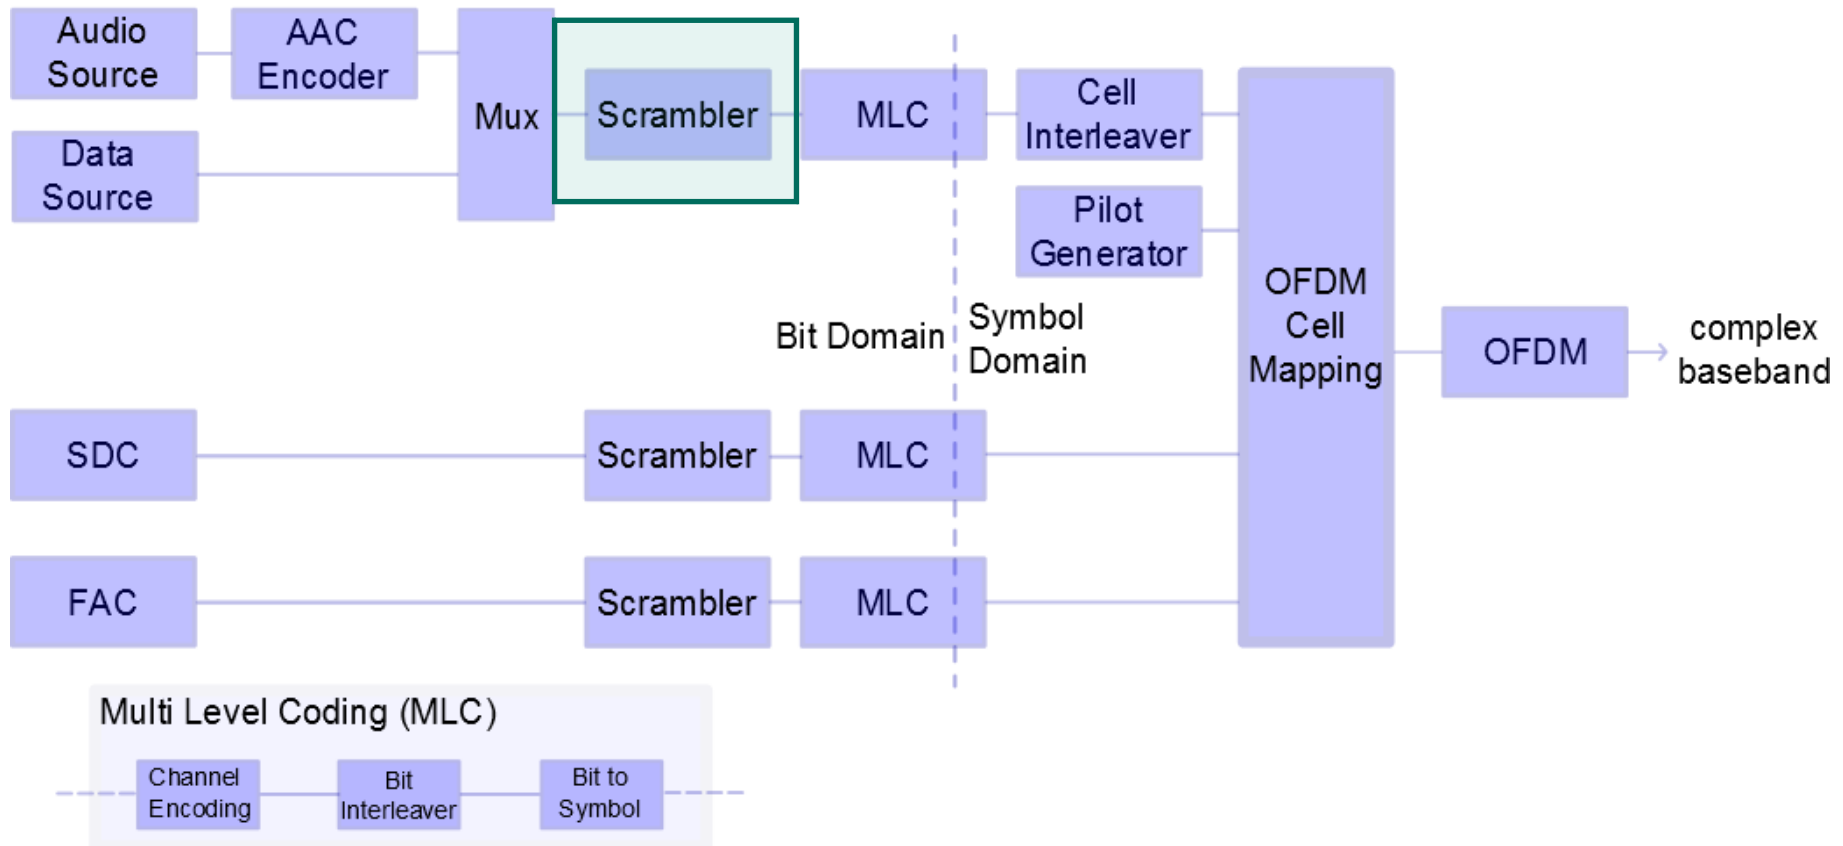 Audio
Source
AAC
Encoder
Mux
Scrambler
MLC
Cell
Interleaver
Data
Source
Pilot
Generator
Bit Domain
Symbol
Domain
OFDM
Cell
Mapping
OFDM
complex
baseband
SDC
Scrambler
MLC
FAC
Scrambler
MLC
Multi Level Coding (MLC)
Channel
Encoding
Bit
Interleaver
Bit to
Symbol